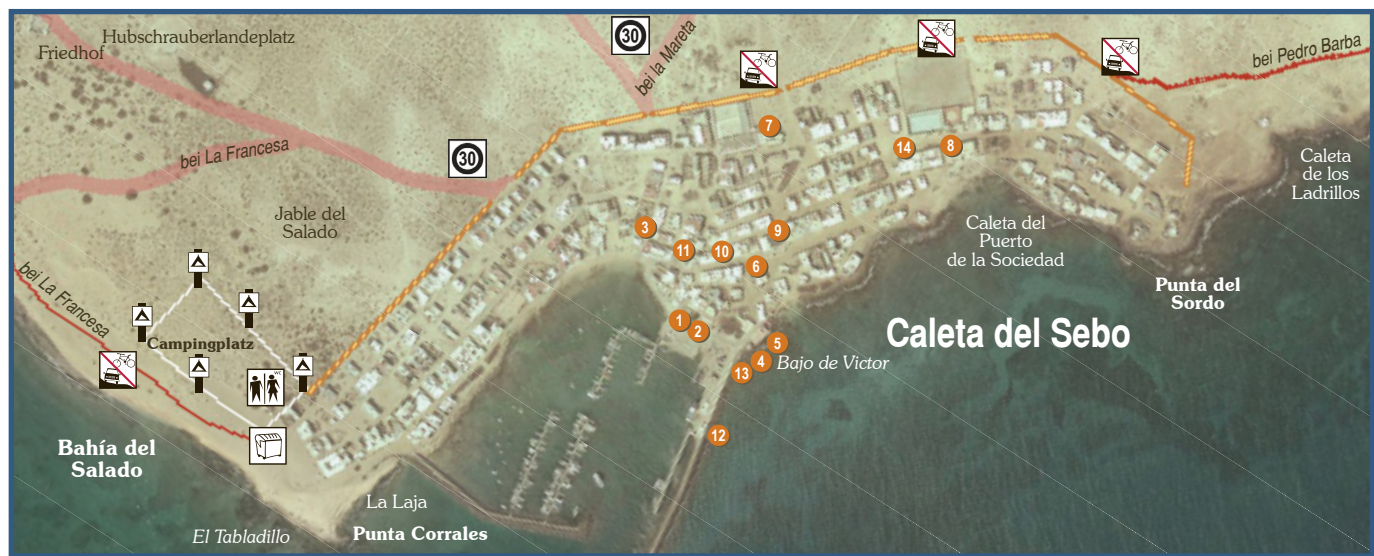 Hubschrauberlandeplatz
Friedhof
30
bei la Mareta
bei Pedro Barba
7
14
8
Caleta
de los
Ladrillos
30
bei La Francesa
Jable del
Salado
3
11
10
9
6
Caleta del
Puerto
de la Sociedad
Punta del
Sordo
bei La Francesa
Campingplatz
WC
1
2
5
4
13
Bajo de Victor
Caleta del Sebo
12
Bahía del
Salado
La Laja
Punta Corrales
El Tabladillo